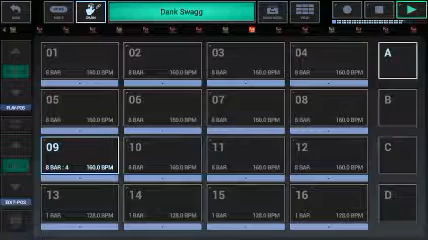 Dank Swagg
01 02 03 04 A
8 BAR 160.0 BPM 8 BAR 160.0 BPM 8 BAR 160.0 BPM 8 BAR 160.0 BPM
PLAY-POS
05 06 07 08 B
8 BAR 160.0 BPM 8 BAR 160.0 BPM 8 BAR 160.0 BPM 8 BAR 160.0 BPM
09 10 11 12 C
8 BAR : 4 160.0 BPM 8 BAR 160.0 BPM 8 BAR 160.0 BPM 8 BAR 160.0 BPM
EDIT-POS
13 14 15 16 D
1 BAR 128.0 BPM 1 BAR 128.0 BPM 1 BAR 128.0 BPM 1 BAR 128.0 BPM